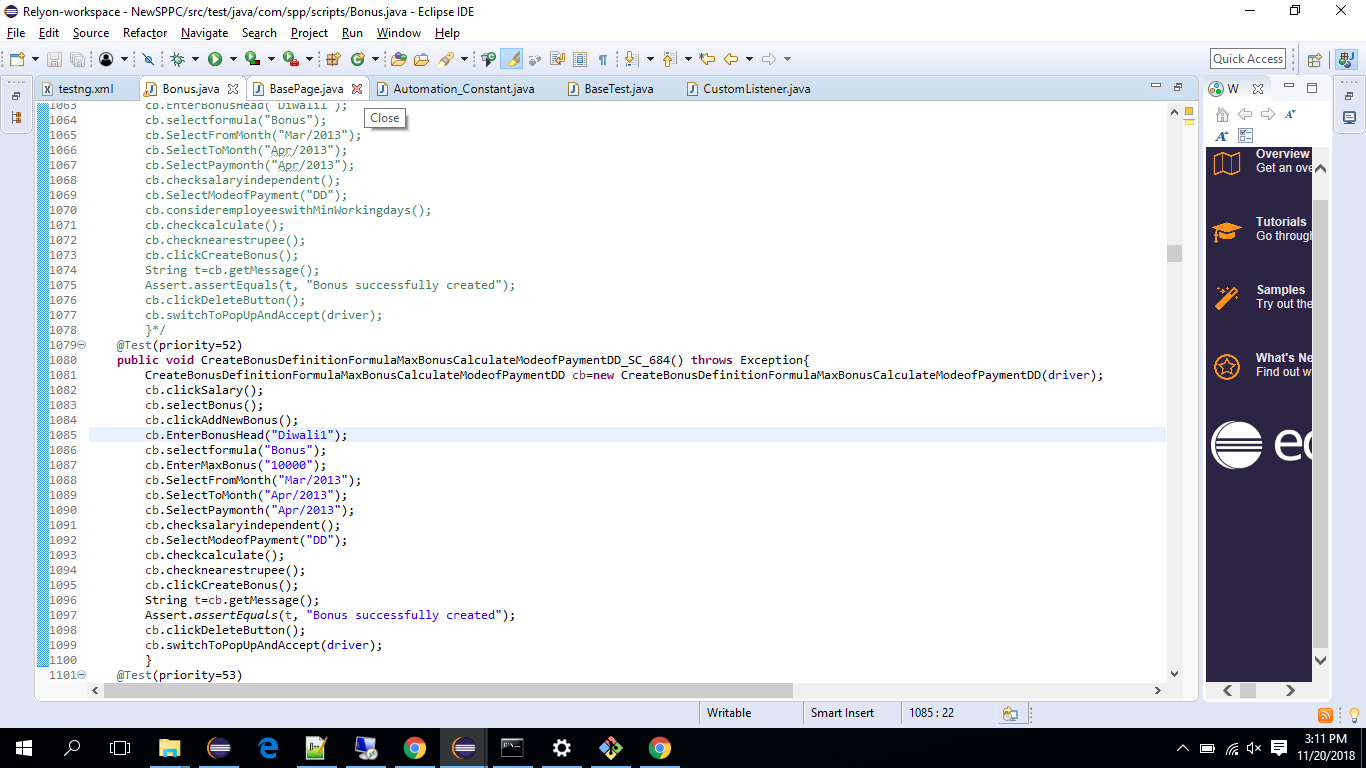 Relyon-workspace - NewSPPC/src/test/java/com/spp/scripts/Bonus.java - Eclipse IDE
File Edit Source Refactor Navigate Search Project Run Window Help
Quick Access
testng.xml Bonus.java BasePage.java Automation_Constant.java BaseTest.java CustomListener.java W
Close
1063 cb.EnterBonusHead("Diwali1");
1064 cb.selectformula("Bonus");
1065 cb.SelectFromMonth("Mar/2013");
1066 cb.SelectToMonth("Apr/2013");
1067 cb.SelectPaymonth("Apr/2013");
1068 cb.checksalaryindependent();
1069 cb.SelectModeofPayment("DD");
1070 cb.consideremployeeswithMinWorkingdays();
1071 cb.checkcalculate();
1072 cb.checknearestrupee();
1073 cb.clickCreateBonus();
1074 String t=cb.getMessage();
1075 Assert.assertEquals(t, "Bonus successfully created");
1076 cb.clickDeleteButton();
1077 cb.switchToPopUpAndAccept(driver);
1078 }*/
1079 @Test(priority=52)
1080 public void CreateBonusDefinitionFormulaMaxBonusCalculateModeofPaymentDD_SC_684() throws Exception{
1081 CreateBonusDefinitionFormulaMaxBonusCalculateModeofPaymentDD cb=new CreateBonusDefinitionFormulaMaxBonusCalculateModeofPaymentDD(driver);
1082 cb.clickSalary();
1083 cb.selectBonus();
1084 cb.clickAddNewBonus();
1085 cb.EnterBonusHead("Diwali1");
1086 cb.selectformula("Bonus");
1087 cb.EnterMaxBonus("10000");
1088 cb.SelectFromMonth("Mar/2013");
1089 cb.SelectToMonth("Apr/2013");
1090 cb.SelectPaymonth("Apr/2013");
1091 cb.checksalaryindependent();
1092 cb.SelectModeofPayment("DD");
1093 cb.checkcalculate();
1094 cb.checknearestrupee();
1095 cb.clickCreateBonus();
1096 String t=cb.getMessage();
1097 Assert.assertEquals(t, "Bonus successfully created");
1098 cb.clickDeleteButton();
1099 cb.switchToPopUpAndAccept(driver);
1100 }
1101 @Test(priority=53)
Overview
Get an ove
Tutorials
Go through
Samples
Try out the
What's Ne
Find out w
ec
Writable Smart Insert 1085 : 22
3:11 PM
11/20/2018